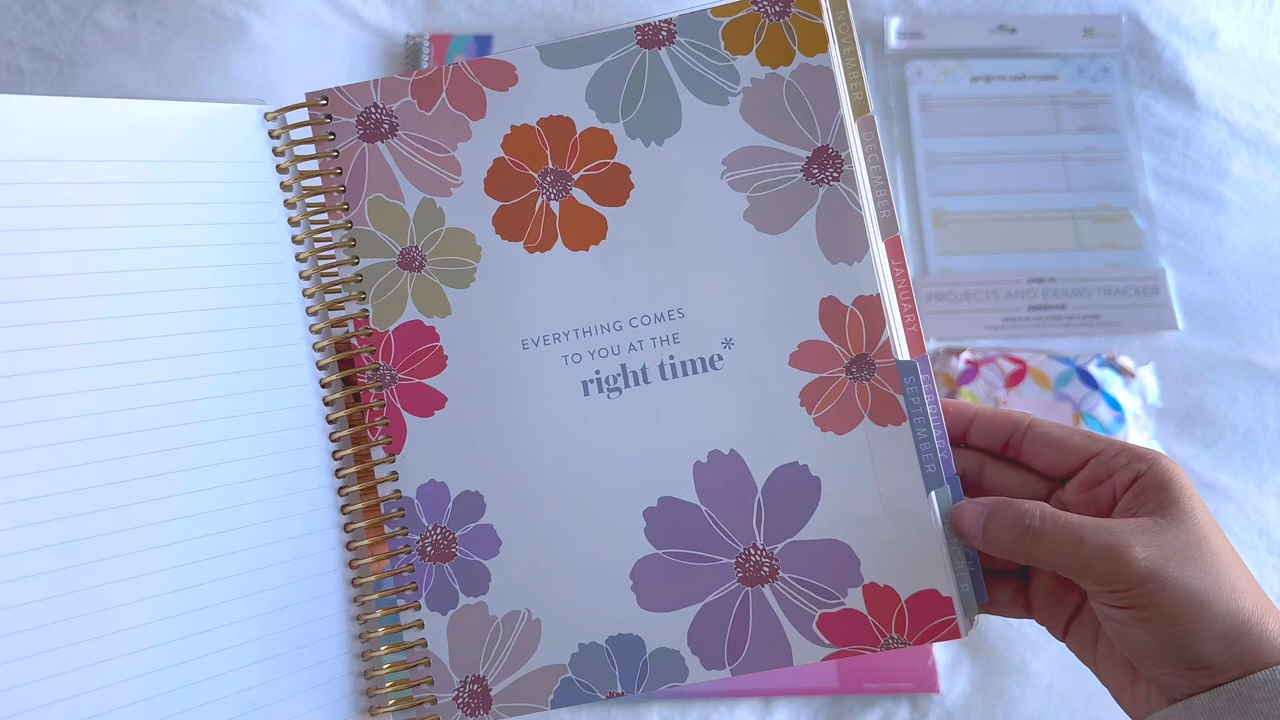 EVERYTHING COMES
TO YOU AT THE
right time*
NOVEMBER
DECEMBER
JANUARY
FEBRUARY
SEPTEMBER
projects and exams
PROJECTS AND EXAMS TRACKER